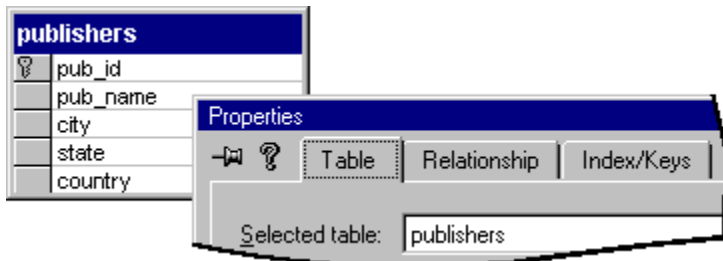 publishers
pub_id
pub_name
city
state
country
Properties
Table Relationship Index/Keys
Selected table: publishers